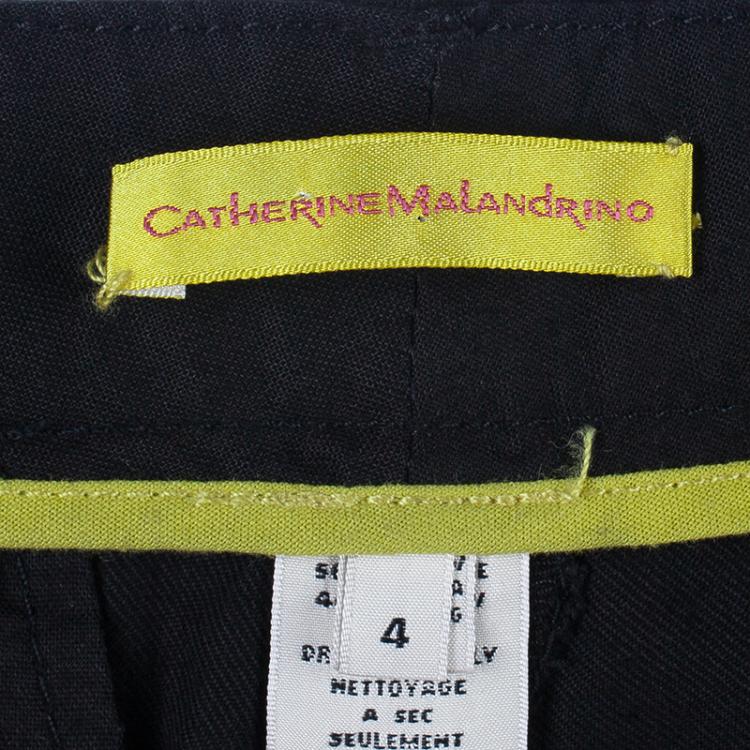 CATHERINE MALANDRINO
4
NETTOYAGE
A SEC
SEULEMENT